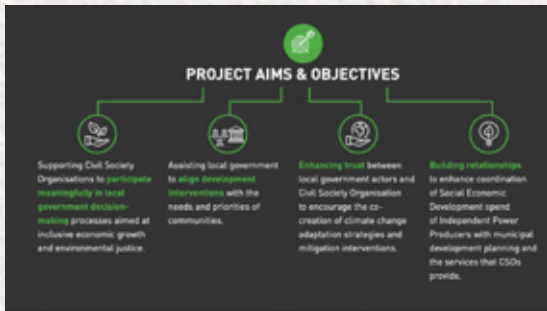 PROJECT AIMS & OBJECTIVES
Supporting Civil Society
Organisations to participate
meaningfully in local
government decision-
making processes aimed at
inclusive economic growth
and environmental justice.
Assisting local government
to align development
interventions with the
needs and priorities of
communities.
Enhancing trust between
local government actors and
Civil Society Organisation
to encourage the co-
creation of climate change
adaptation strategies and
mitigation interventions.
Building relationships
to enhance coordination
of Social Economic
Development spend
of Independent Power
Producers with municipal
development planning and
the services that CSOs
provide.